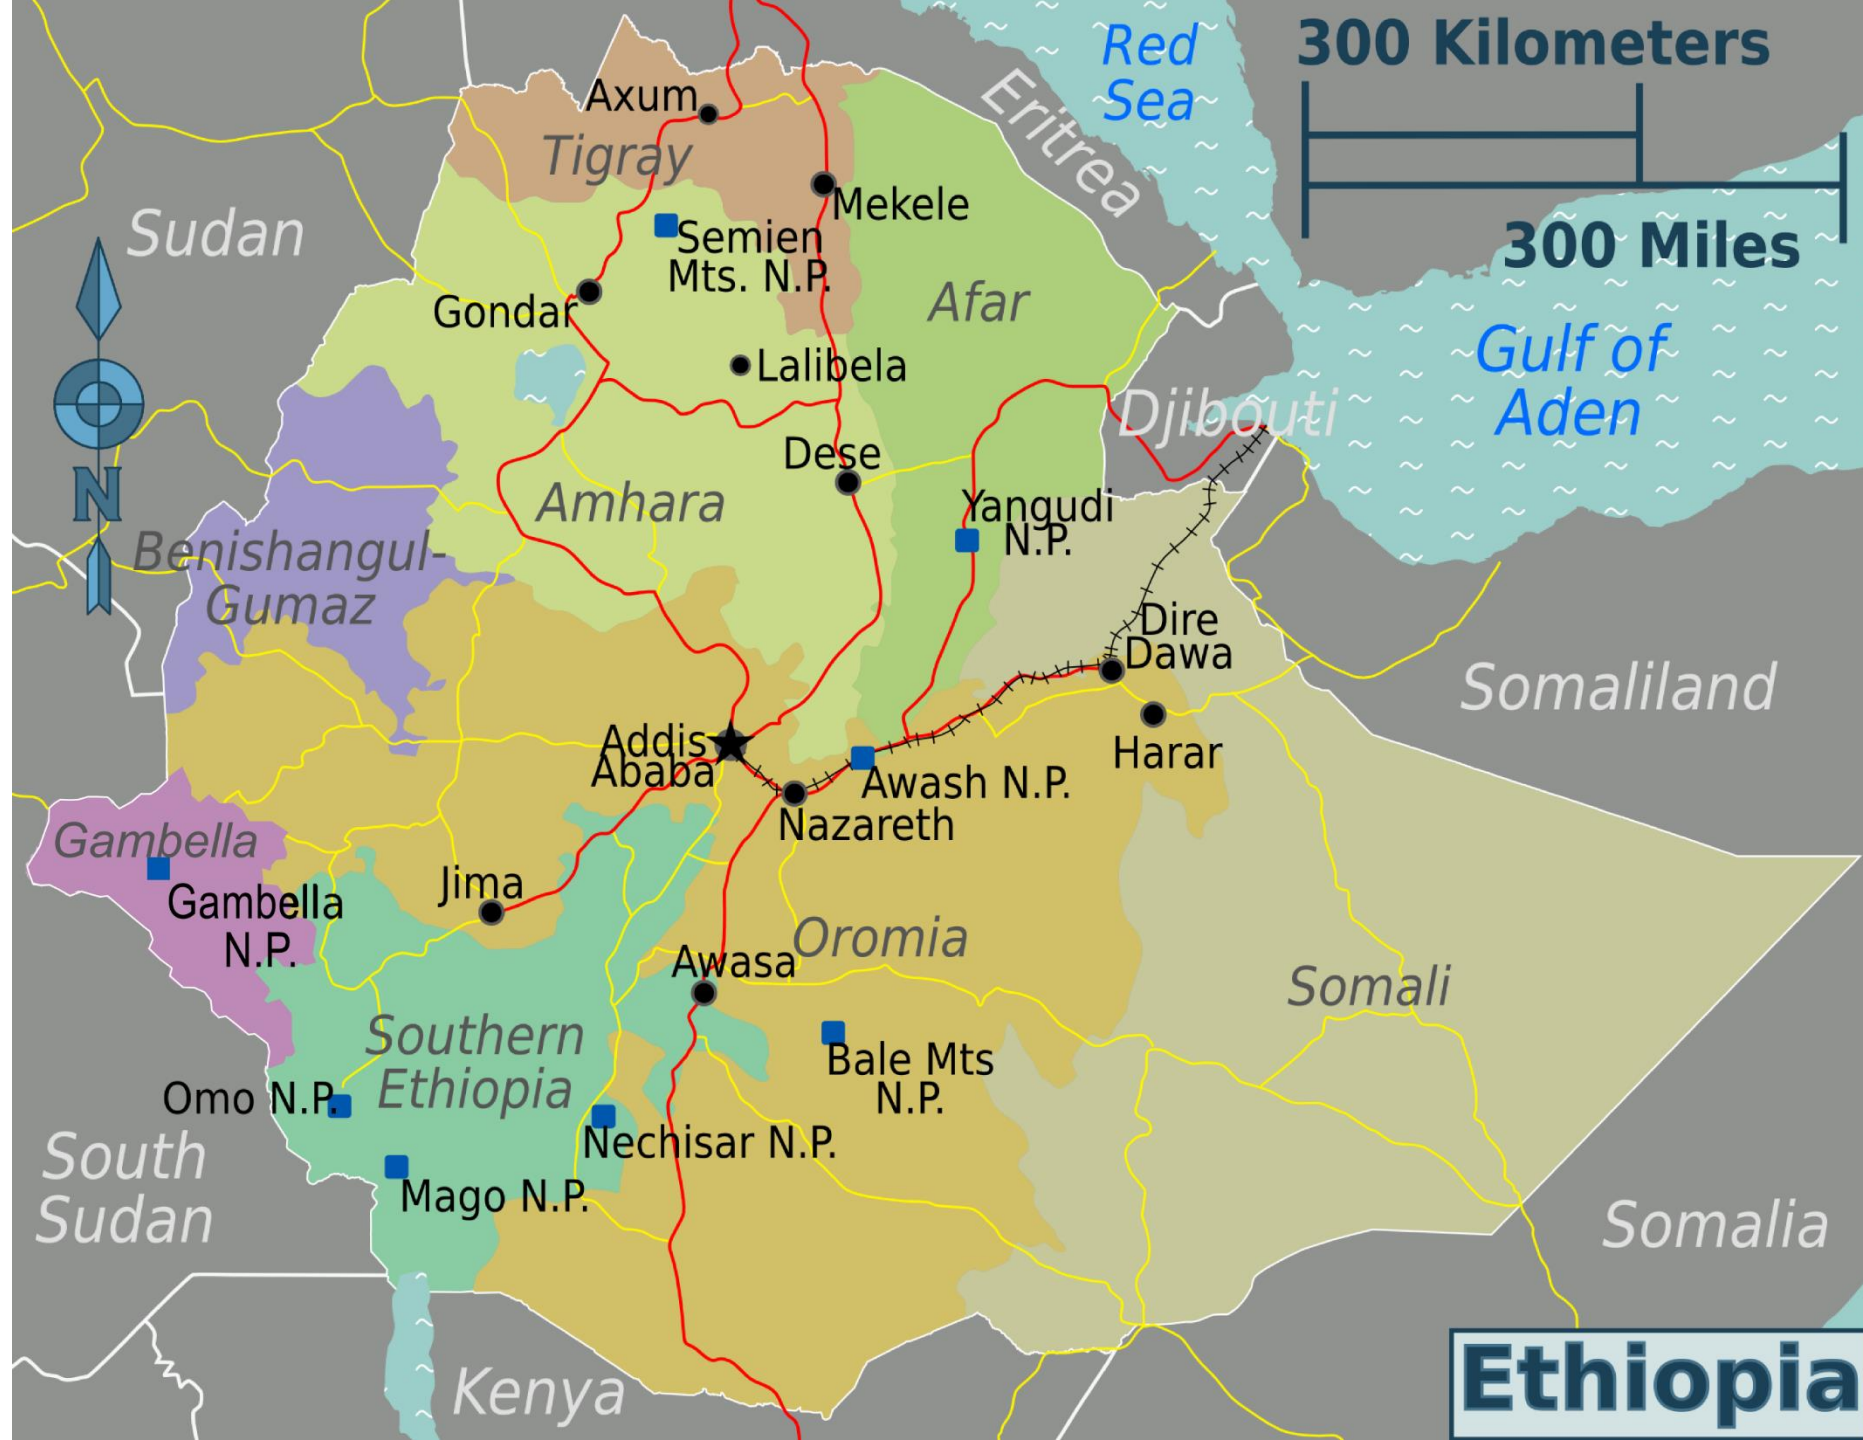 Red
Sea
300 Kilometers
300 Miles
Eritrea
Axum
Tigray
Mekele
Sudan
Semien
Mts. N.P.
Gondar
Afar
Lalibela
Gulf of
Aden
Djibouti
Dese
Amhara
N
Yangudi
N.P.
Benishangul-
Gumaz
Dire
Dawa
Somaliland
Addis
Ababa
Harar
Awash N.P.
Nazareth
Gambella
Gambella
N.P.
Jima
Oromia
Awasa
Somali
Southern
Ethiopia
Bale Mts
N.P.
Omo N.P.
Nechisar N.P.
Mago N.P.
South
Sudan
Somalia
Kenya
Ethiopia